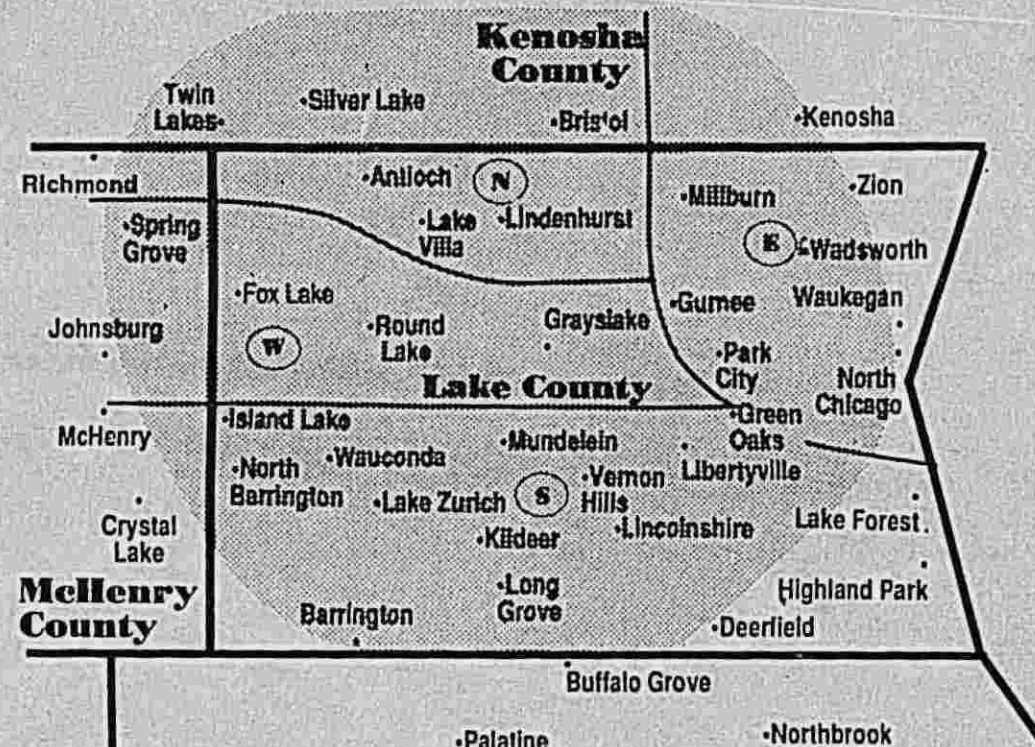 Kenosha
County
Twin
Lakes
Silver Lake
Bristol
Kenosha
Richmond
Antioch
N
Millburn
Zion
Spring
Grove
Lake
Villa
Lindenhurst
E
Wadsworth
Fox Lake
Gurnee
Waukegan
Johnsburg
W
Round
Lake
Grayslake
Park
City
North
Chicago
Lake County
Island Lake
Green
Oaks
McHenry
Mundelein
North
Barrington
Wauconda
Vernon
Hills
Libertyville
Lake Zurich
S
Crystal
Lake
Kildeer
Lincolnshire
Lake Forest
McHenry
County
Barrington
Long
Grove
Highland Park
Deerfield
Buffalo Grove
Palatine
Northbrook